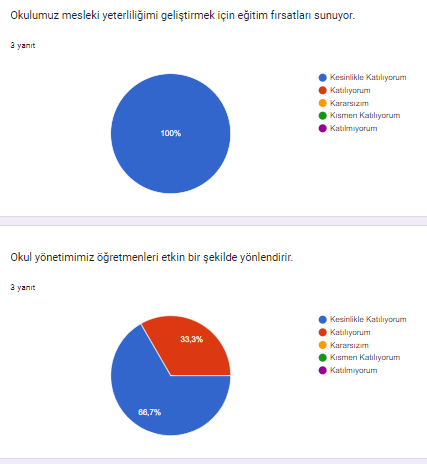 Okulumuz mesleki yeterliliğimi geliştirmek için eğitim fırsatları sunuyor.
3 yanıt
Kesinlikle Katılıyorum
Katılıyorum
Kararsızım
Kısmen Katılıyorum
Katılmıyorum
100%
Okul yönetimimiz öğretmenleri etkin bir şekilde yönlendirir.
3 yanıt
Kesinlikle Katılıyorum
Katılıyorum
Kararsızım
Kısmen Katılıyorum
Katılmıyorum
33,3%
66,7%